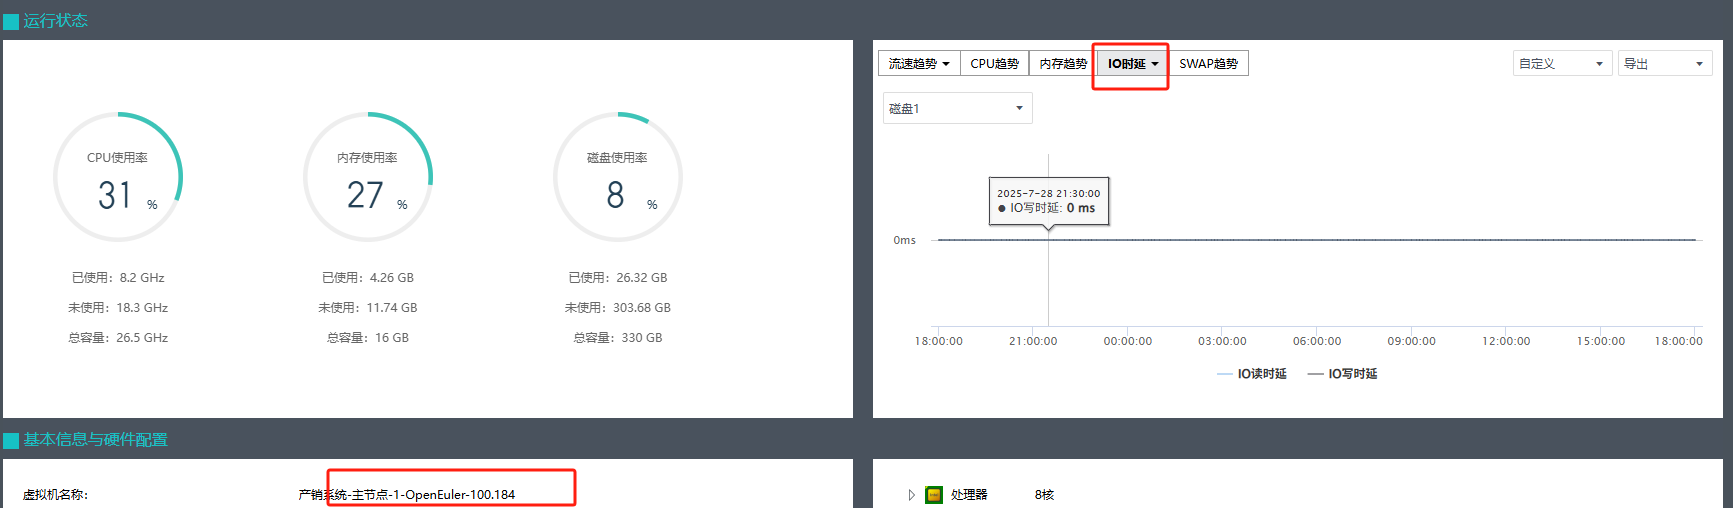 运行状态
CPU使用率
31 %
已使用：8.2 GHz
未使用：18.3 GHz
总容量：26.5 GHz
内存使用率
27 %
已使用：4.26 GB
未使用：11.74 GB
总容量：16 GB
磁盘使用率
8 %
已使用：26.32 GB
未使用：303.68 GB
总容量：330 GB
流速趋势 CPU趋势 内存趋势 IO时延 SWAP趋势 自定义 导出
磁盘1
2025-7-28 21:30:00
● IO写时延: 0 ms
0ms
18:00:00 21:00:00 00:00:00 03:00:00 06:00:00 09:00:00 12:00:00 15:00:00 18:00:00
IO读时延 IO写时延
基本信息与硬件配置
虚拟机名称： 产销系统-主节点-1-OpenEuler-100.184
处理器 8核